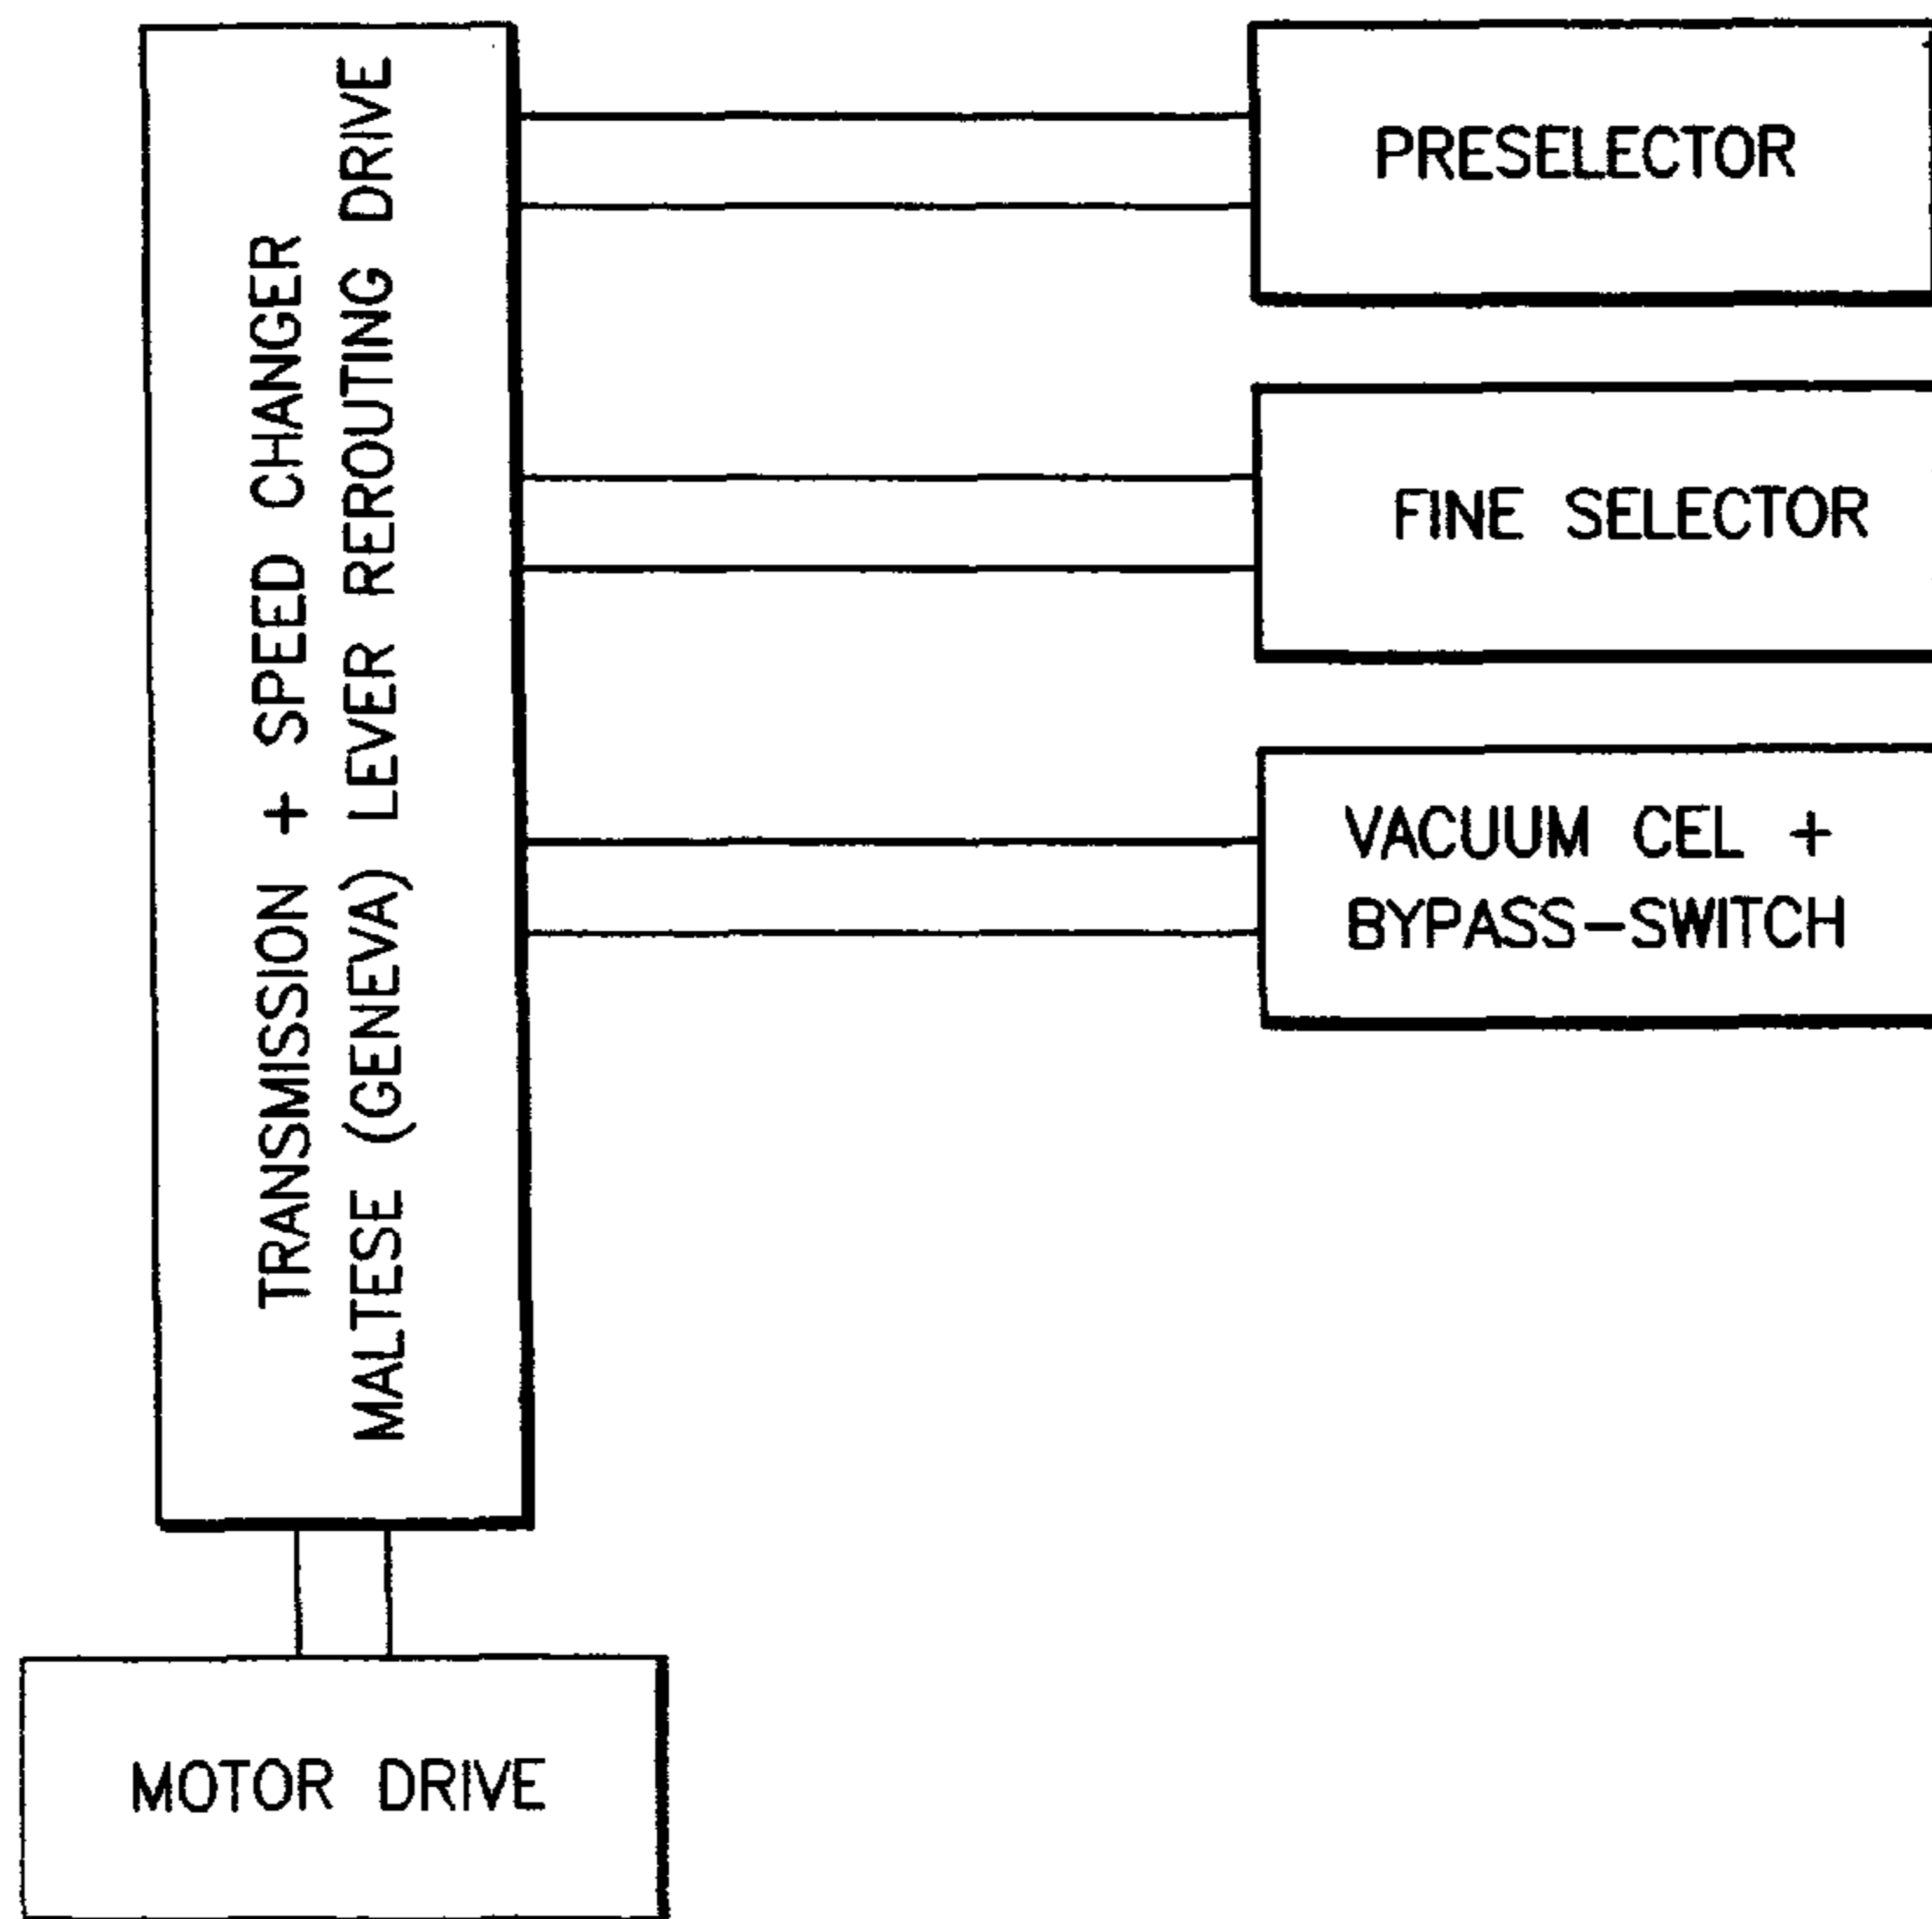 TRANSMISSION + SPEED CHANGER
MALTESE (GENEVA) LEVER REROUTING DRIVE
PRESELECTOR
FINE SELECTOR
VACUUM CEL +
BYPASS-SWITCH
MOTOR DRIVE